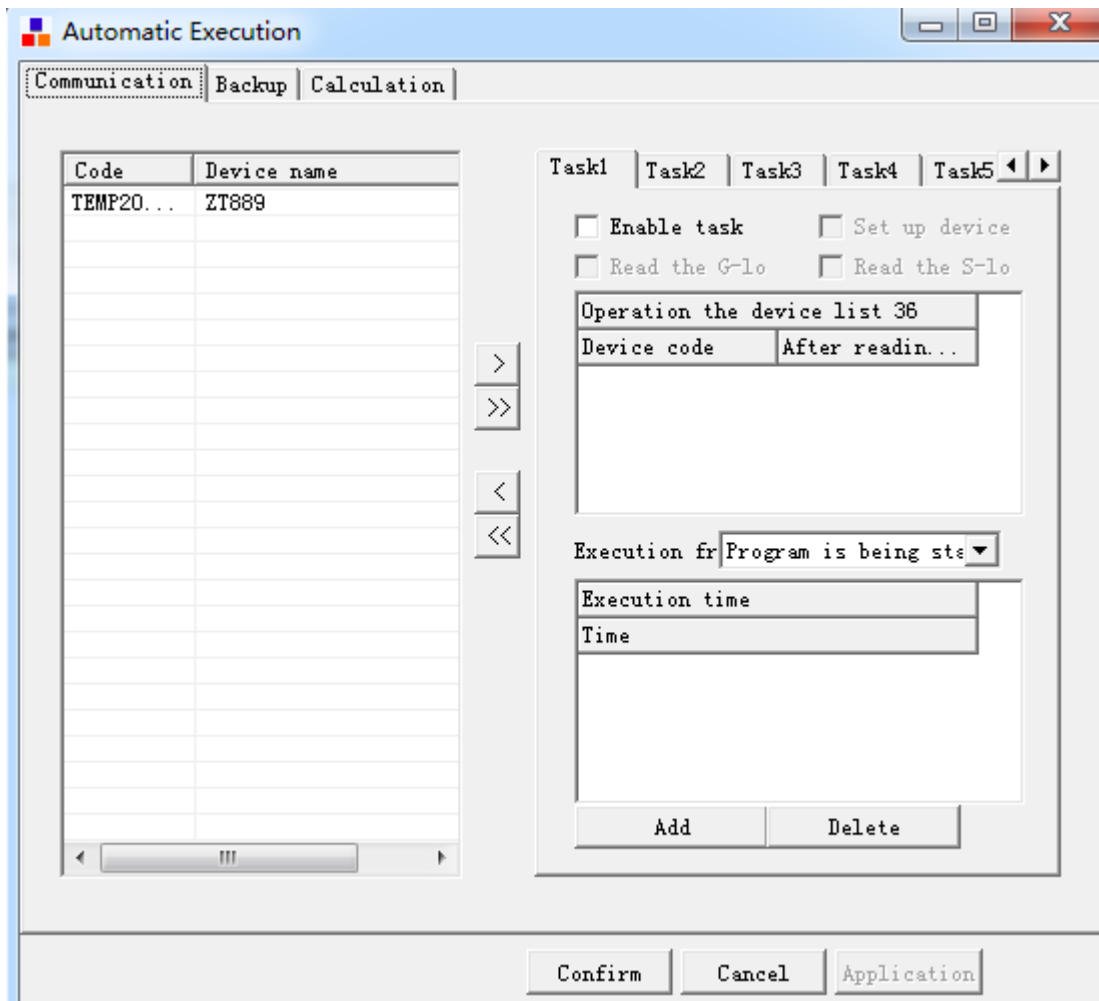 Automatic Execution
Communication Backup Calculation
Code Device name
TEMP20... ZT889
Task1 Task2 Task3 Task4 Task5
Enable task Set up device
Read the G-lo Read the S-lo
Operation the device list 36
Device code After readin...
>
>>
<
<<
Execution fr Program is being sta
Execution time
Time
Add Delete
Confirm Cancel Application